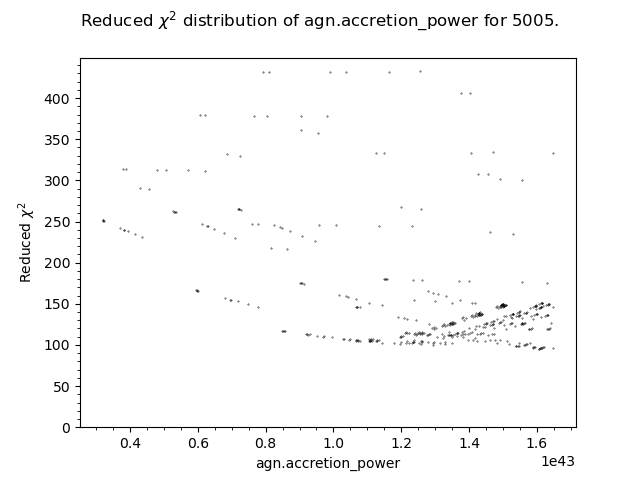 Reduced χ² distribution of agn.accretion_power for 5005.
Reduced χ²
400
350
300
250
200
150
100
50
0
0.4 0.6 0.8 1.0 1.2 1.4 1.6
1e43
agn.accretion_power